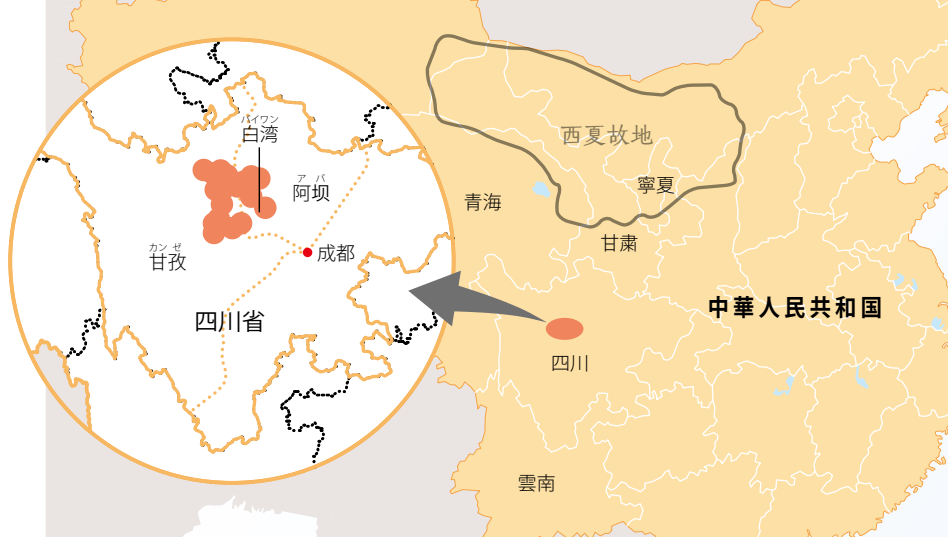 バイワン
白湾
ア バ
阿坝
カン ゼ
甘孜
成都
四川省
西夏故地
寧夏
青海
甘粛
中華人民共和国
四川
雲南